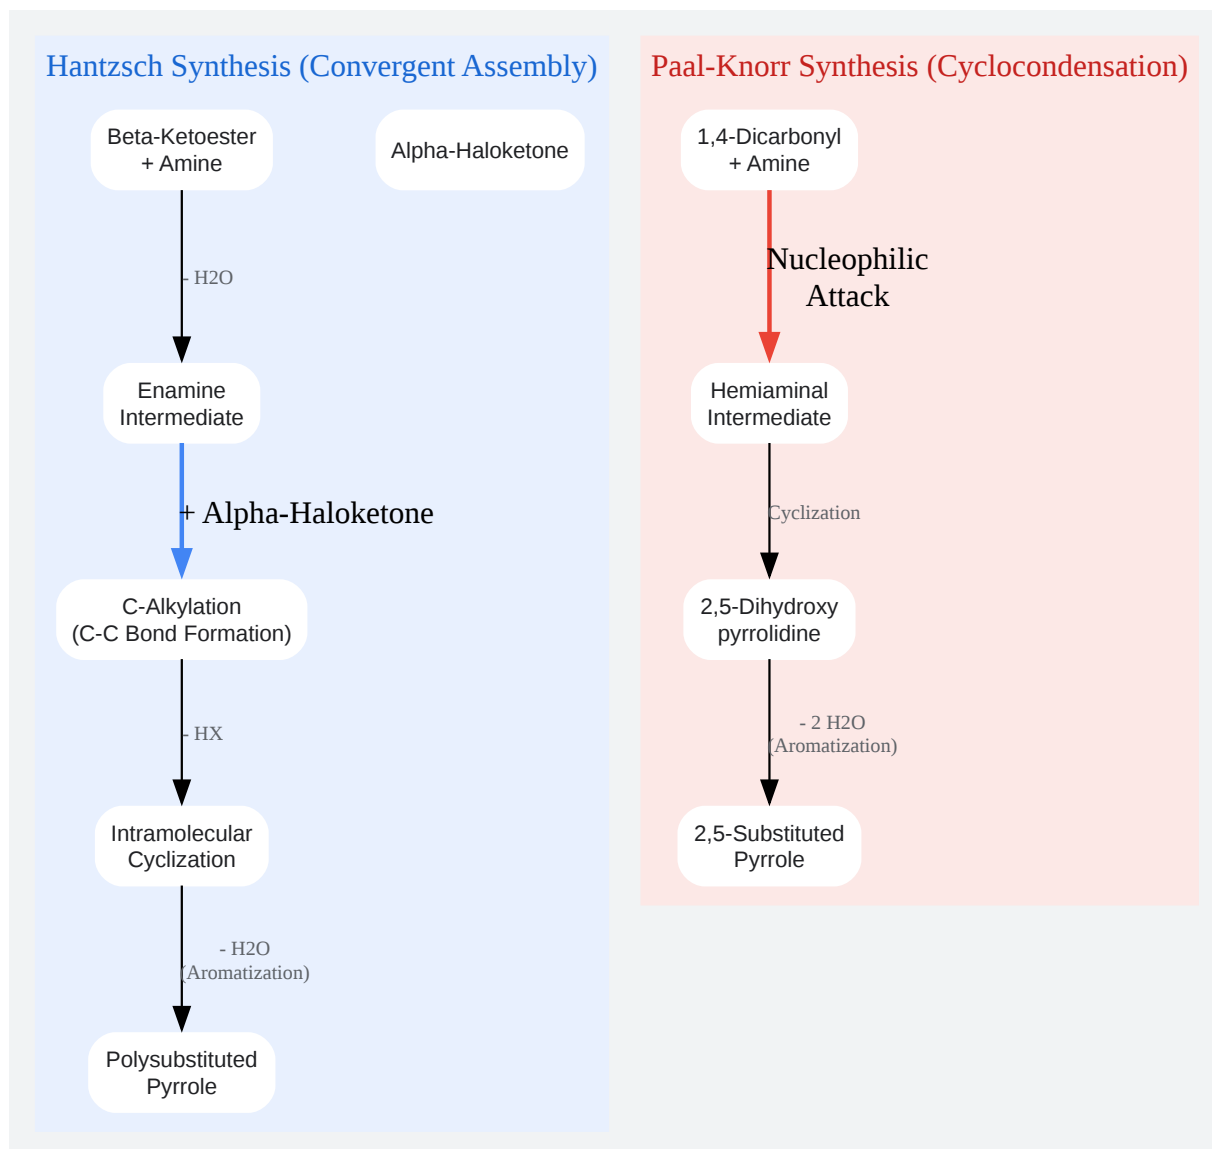 Hantzsch Synthesis (Convergent Assembly)
Beta-Ketoester
+ Amine
Alpha-Haloketone
- H2O
Enamine
Intermediate
+ Alpha-Haloketone
C-Alkylation
(C-C Bond Formation)
- HX
Intramolecular
Cyclization
- H2O
(Aromatization)
Polysubstituted
Pyrrole
Paal-Knorr Synthesis (Cyclocondensation)
1,4-Dicarbonyl
+ Amine
Nucleophilic
Attack
Hemiaminal
Intermediate
Cyclization
2,5-Dihydroxy
pyrrolidine
- 2 H2O
(Aromatization)
2,5-Substituted
Pyrrole